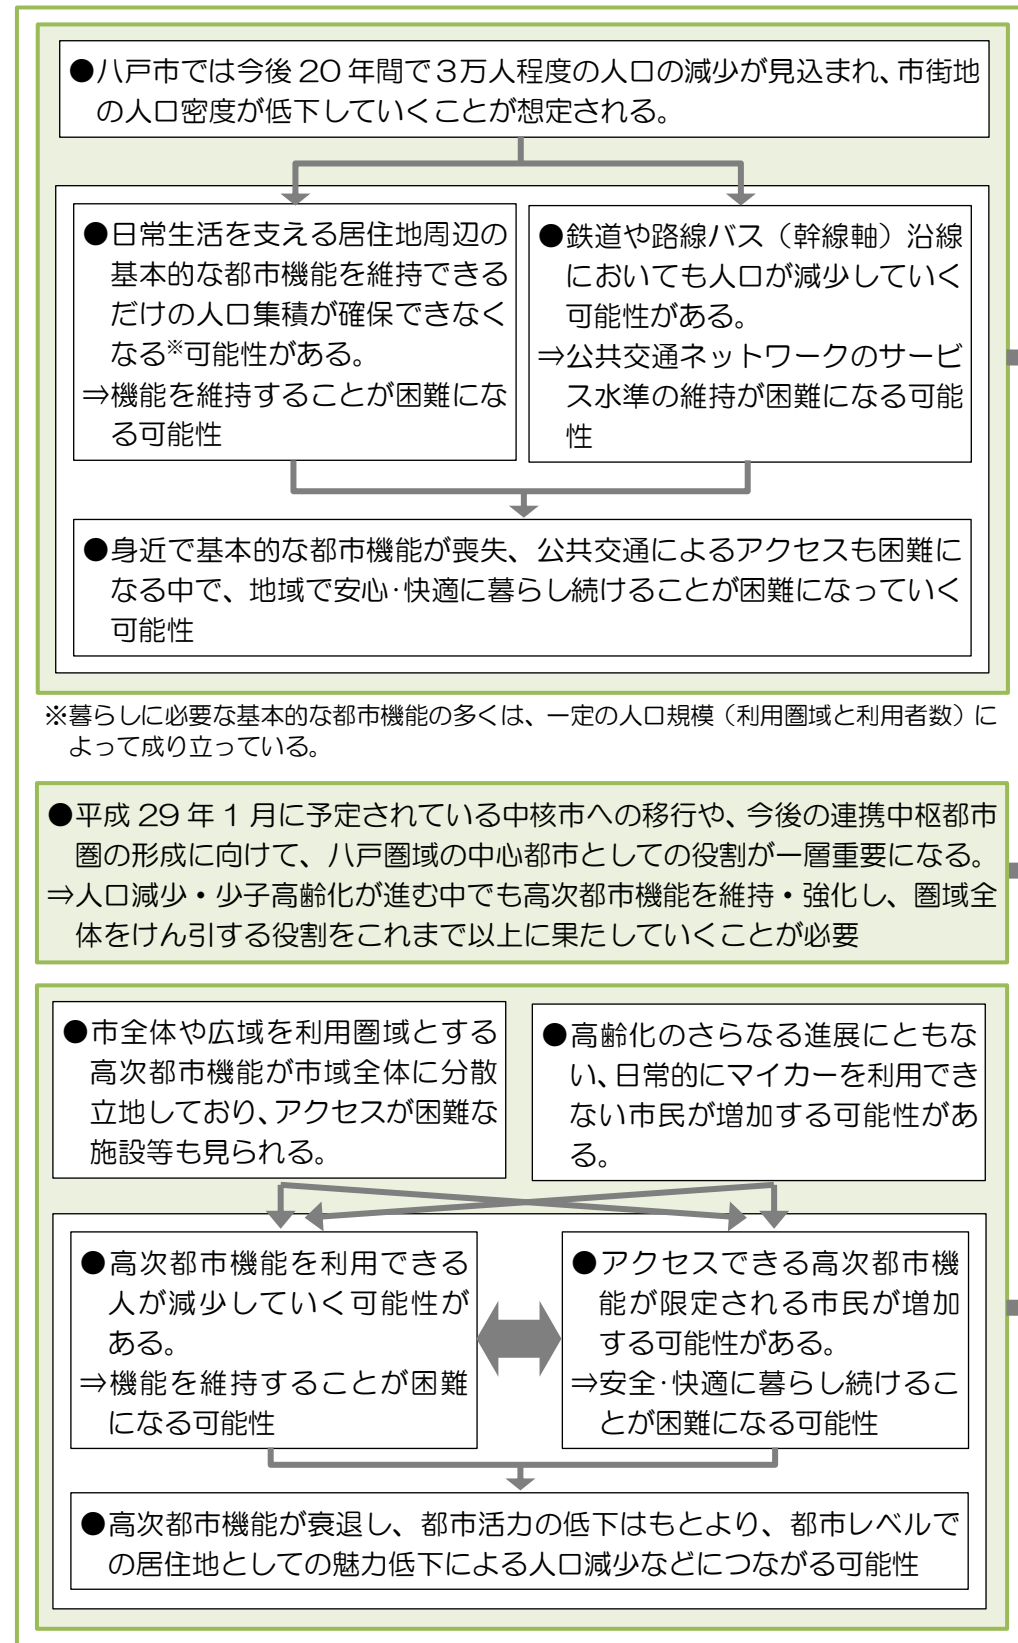 ●八戸市では今後 20 年間で３万人程度の人口の減少が見込まれ、市街地
の人口密度が低下していくことが想定される。
●日常生活を支える居住地周辺の
基本的な都市機能を維持できる
だけの人口集積が確保できなく
なる※可能性がある。
⇒機能を維持することが困難にな
る可能性
●鉄道や路線バス（幹線軸）沿線
においても人口が減少していく
可能性がある。
⇒公共交通ネットワークのサービ
ス水準の維持が困難になる可能
性
●身近で基本的な都市機能が喪失、公共交通によるアクセスも困難に
なる中で、地域で安心･快適に暮らし続けることが困難になっていく
可能性
※暮らしに必要な基本的な都市機能の多くは、一定の人口規模（利用圏域と利用者数）に
よって成り立っている。
●平成 29 年 1 月に予定されている中核市への移行や、今後の連携中枢都市
圏の形成に向けて、八戸圏域の中心都市としての役割が一層重要になる。
⇒人口減少・少子高齢化が進む中でも高次都市機能を維持・強化し、圏域全
体をけん引する役割をこれまで以上に果たしていくことが必要
●市全体や広域を利用圏域とする
高次都市機能が市域全体に分散
立地しており、アクセスが困難な
施設等も見られる。
●高齢化のさらなる進展にともな
い、日常的にマイカーを利用でき
ない市民が増加する可能性があ
る。
●高次都市機能を利用できる
人が減少していく可能性が
ある。
⇒機能を維持することが困難
になる可能性
●アクセスできる高次都市機
能が限定される市民が増加
する可能性がある。
⇒安全･快適に暮らし続けるこ
とが困難になる可能性
●高次都市機能が衰退し、都市活力の低下はもとより、都市レベルで
の居住地としての魅力低下による人口減少などにつながる可能性